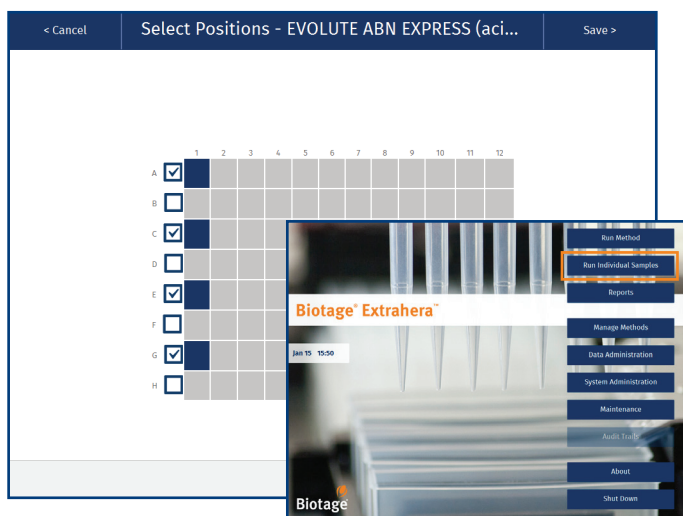 < Cancel
Select Positions - EVOLUTE ABN EXPRESS (aci...
Save >
1 2 3 4 5 6 7 8 9 10 11 12
A
B
C
D
E
F
G
H
Run Method
Run Individual Samples
Reports
Biotage® Extrahera™
Manage Methods
Jan 15 15:50
Data Administration
System Administration
Maintenance
Audit Trails
About
Biotage
Shut Down